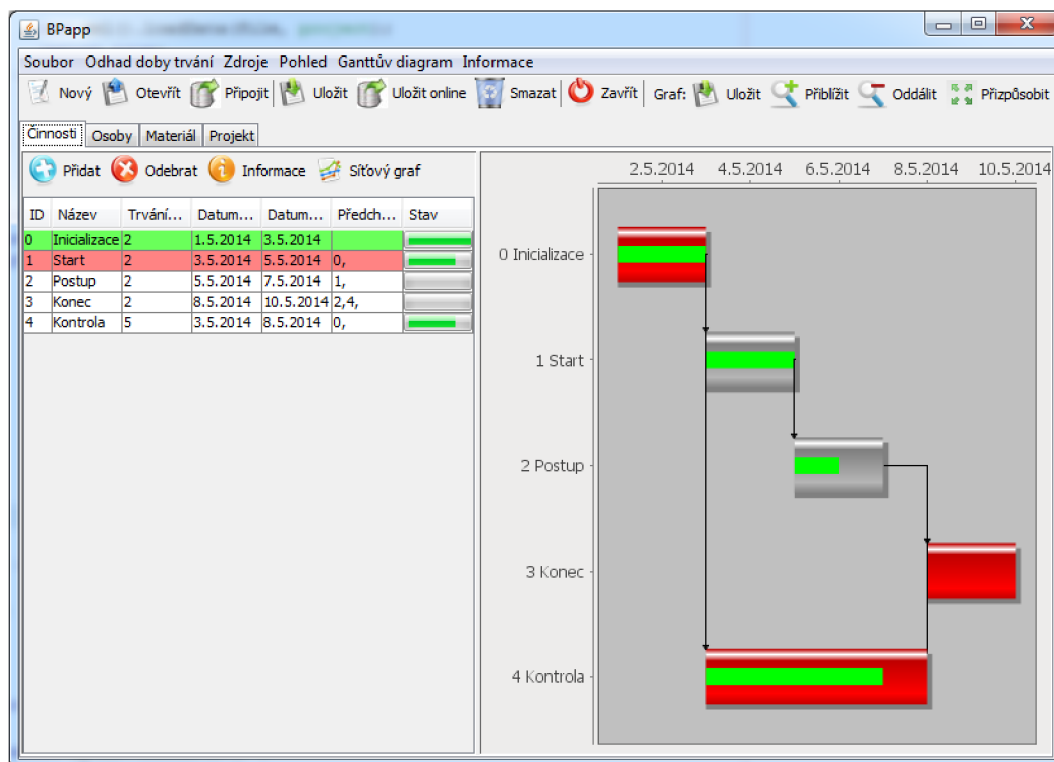 BPapp
Soubor Odhad doby trvání Zdroje Pohled Ganttův diagram Informace
Nový Otevřít Připojit Uložit Uložit online Smazat Zavřít Graf: Uložit Přiblížit Oddálit Přizpůsobit
Činnosti Osoby Materiál Projekt
Přidat Odebrat Informace Síťový graf
ID Název Trvání... Datum... Datum... Předch... Stav
0 Inicializace 2 1.5.2014 3.5.2014
1 Start 2 3.5.2014 5.5.2014 0,
2 Postup 2 5.5.2014 7.5.2014 1,
3 Konec 2 8.5.2014 10.5.2014 2,4,
4 Kontrola 5 3.5.2014 8.5.2014 0,
2.5.2014 4.5.2014 6.5.2014 8.5.2014 10.5.2014
0 Inicializace
1 Start
2 Postup
3 Konec
4 Kontrola